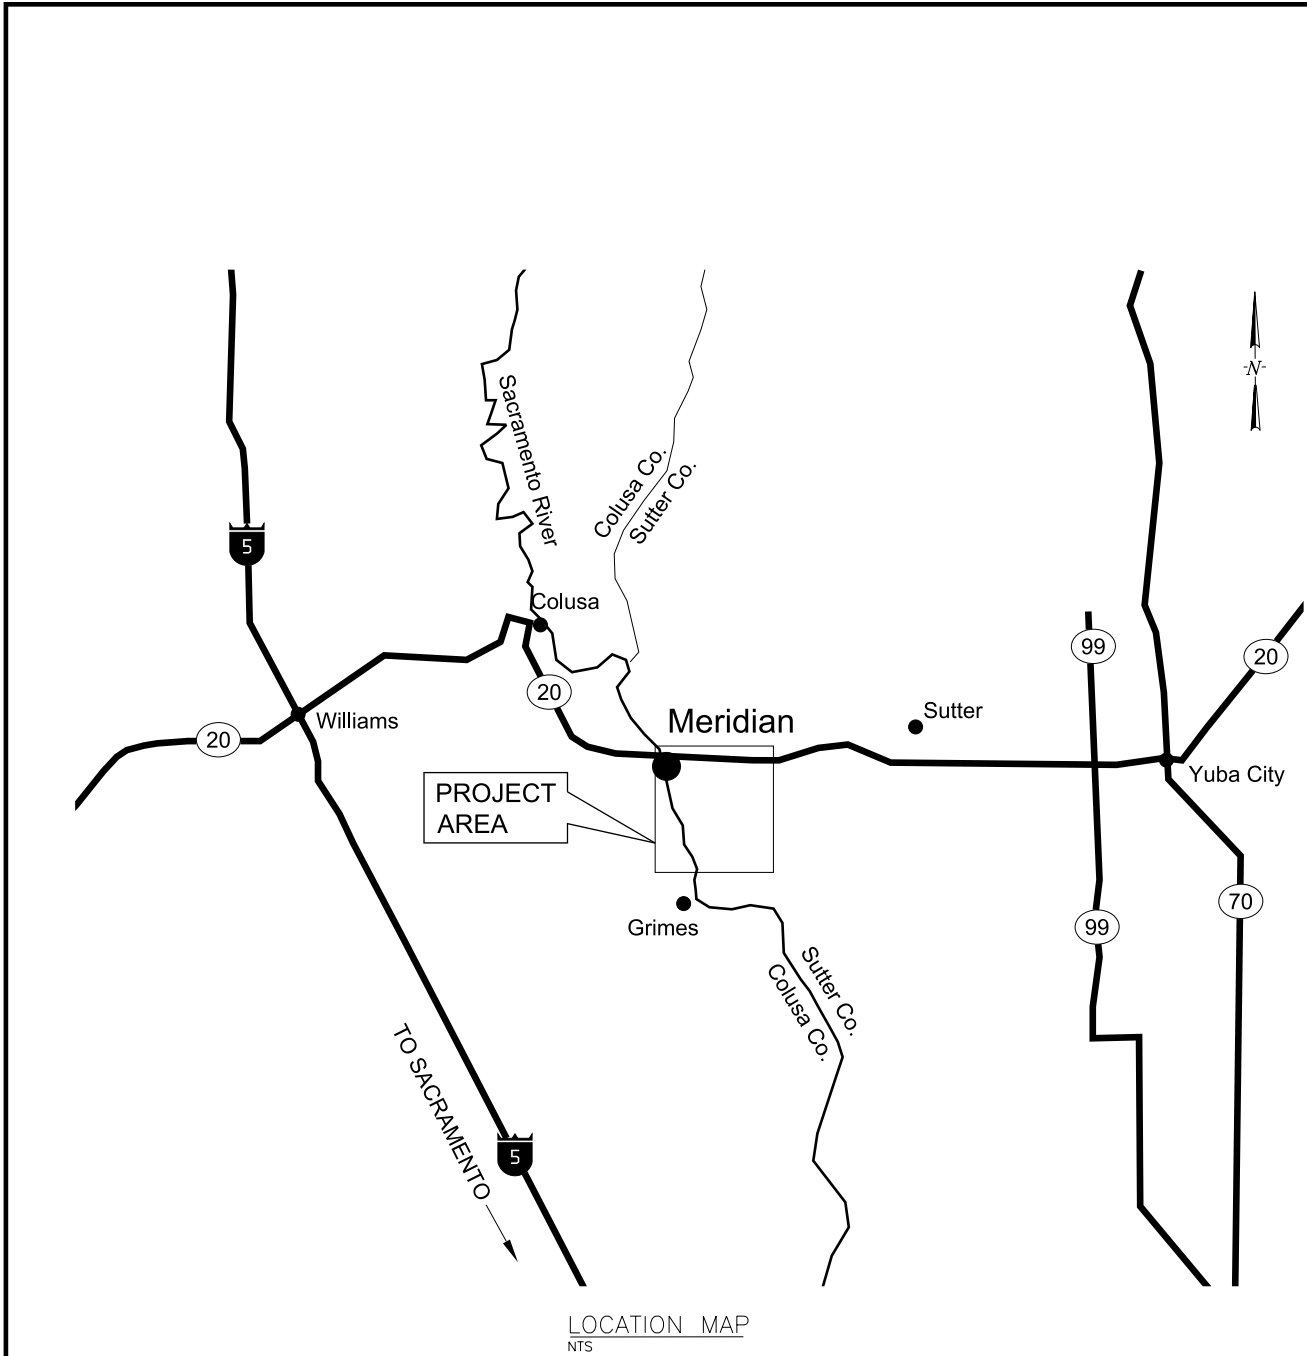 -N-
Sacramento River
Colusa Co.
Sutter Co.
5
Colusa
99
20
20
Sutter
Meridian
Williams
20
Yuba City
PROJECT
AREA
70
Grimes
99
Sutter Co.
Colusa Co.
TO SACRAMENTO
5
LOCATION MAP
NTS